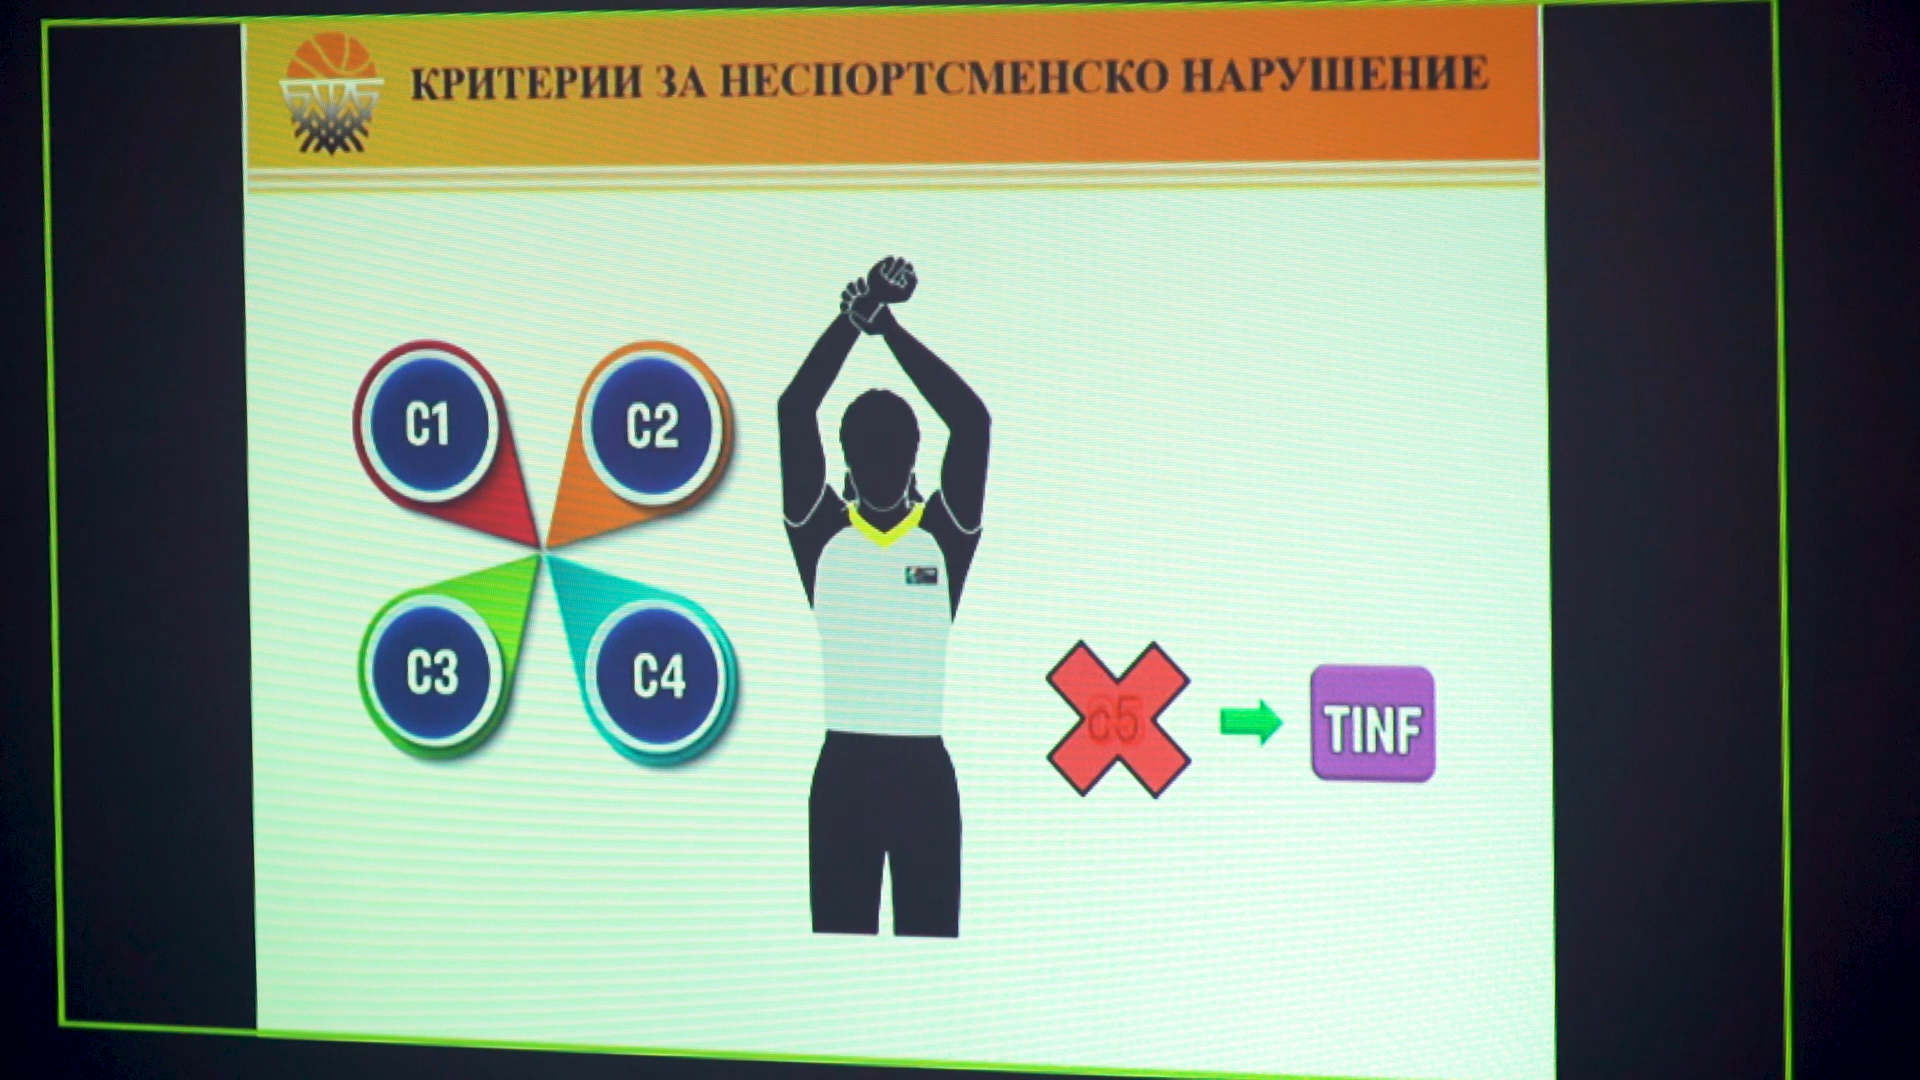 КРИТЕРИИ ЗА НЕСПОРТСМЕНСКО НАРУШЕНИЕ
C1
C2
C3
C4
C5
TINF